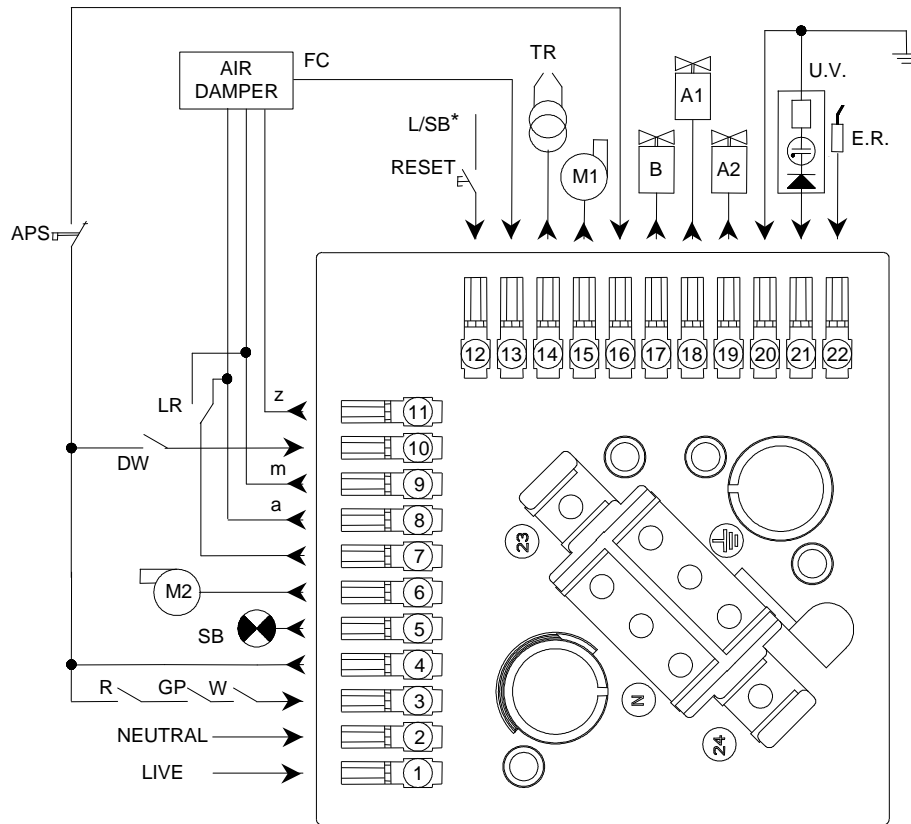 TR
FC
AIR
DAMPER
U.V.
A1
L/SB*
E.R.
RESET
M1
B
A2
APS
12 13 14 15 16 17 18 19 20 21 22
z
LR
11
10
DW
m
9
a
8
7
M2
6
SB
5
4
R GP W
3
NEUTRAL
2
LIVE
1
23
N
24